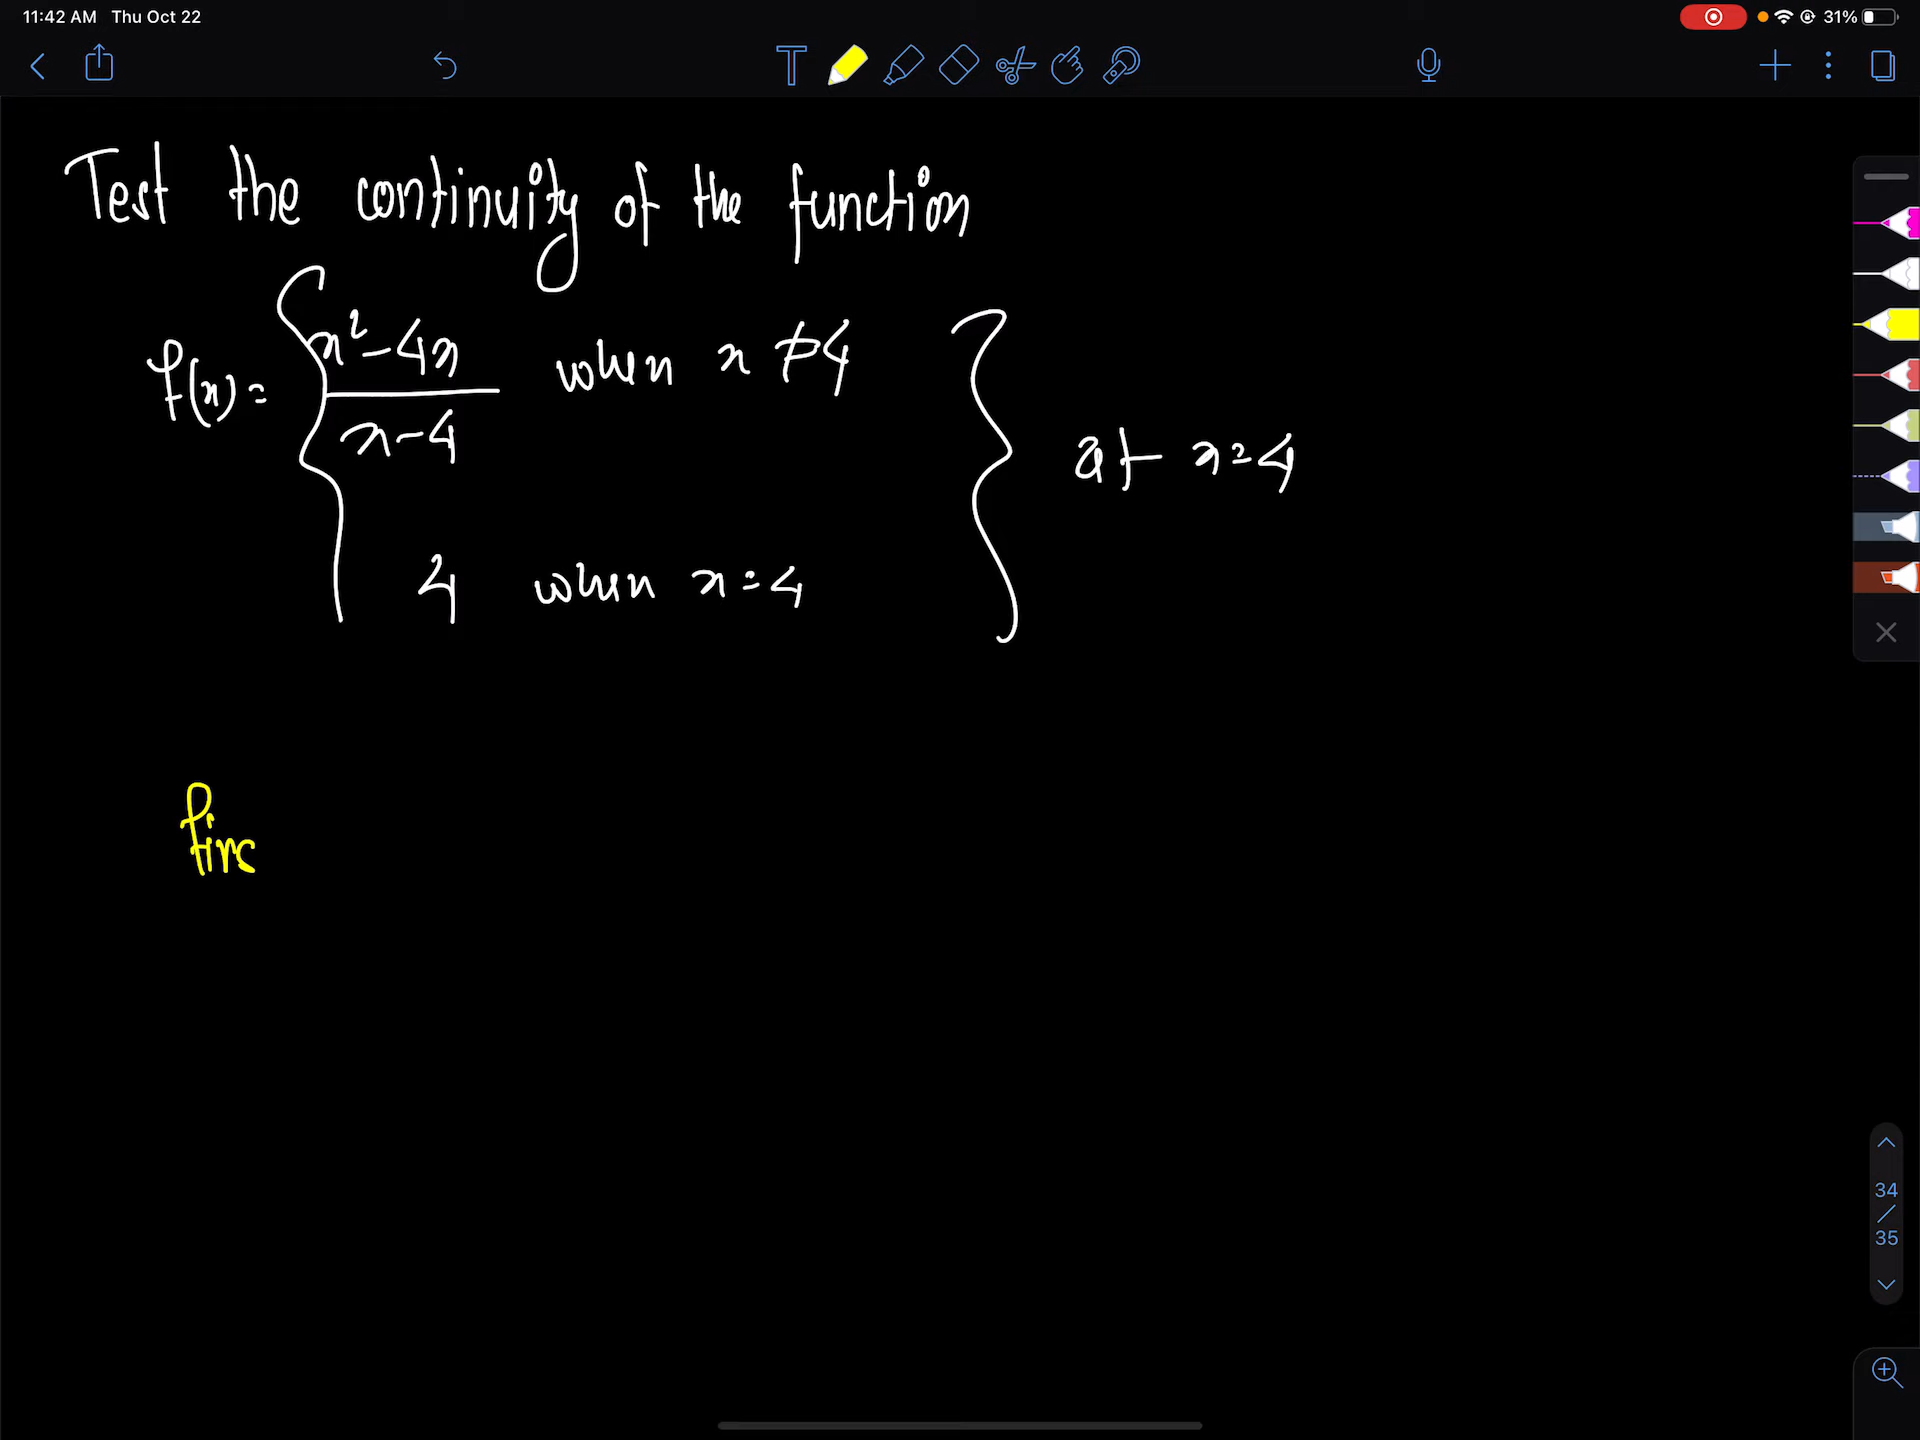 11:42 AM Thu Oct 22
31%
Test the continuity of the function
f(x) = { x² - 4x / x - 4 when x ≠ 4
4 when x = 4 } at x = 4
firs
34
/
35